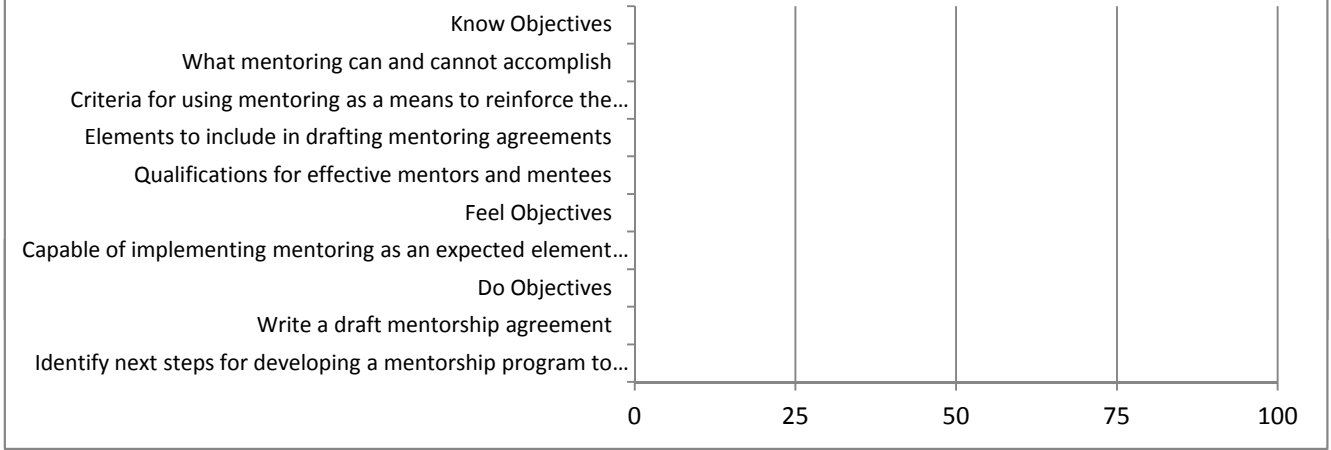 Know Objectives
What mentoring can and cannot accomplish
Criteria for using mentoring as a means to reinforce the…
Elements to include in drafting mentoring agreements
Qualifications for effective mentors and mentees
Feel Objectives
Capable of implementing mentoring as an expected element…
Do Objectives
Write a draft mentorship agreement
Identify next steps for developing a mentorship program to…
0 25 50 75 100